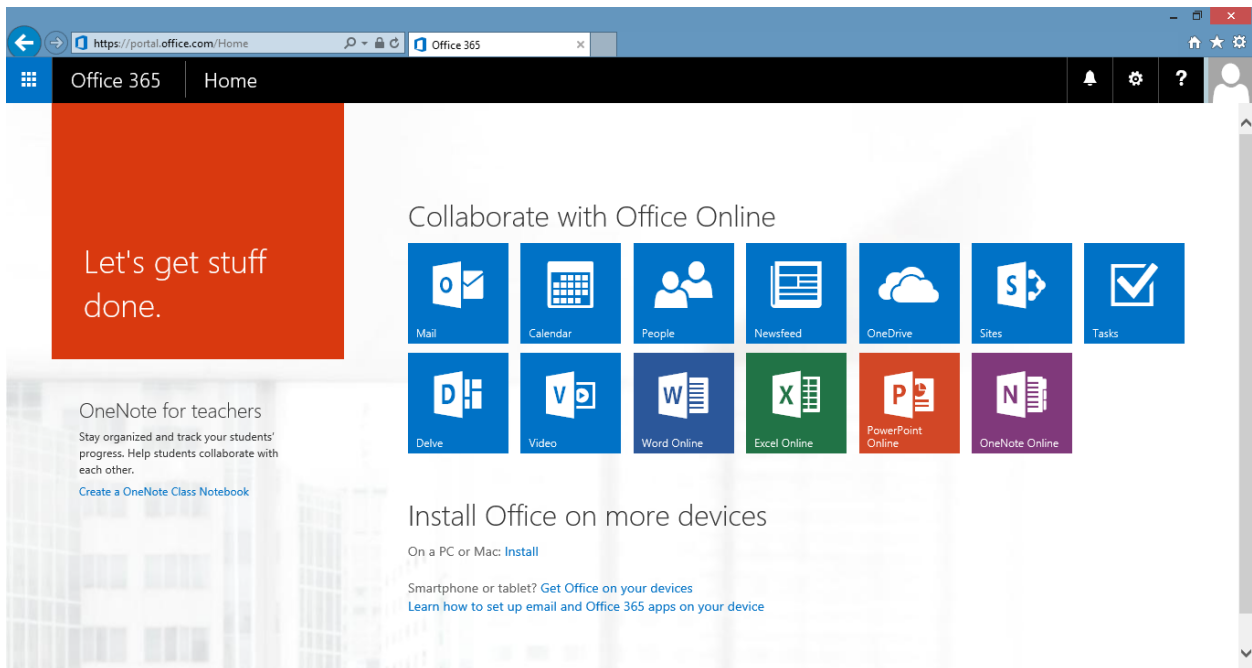 https://portal.office.com/Home
Office 365
Office 365
Home
?
Let's get stuff
done.
OneNote for teachers
Stay organized and track your students'
progress. Help students collaborate with
each other.
Create a OneNote Class Notebook
Collaborate with Office Online
O
S
Mail
Calendar
People
Newsfeed
OneDrive
Sites
Tasks
D
V
W
X
P
N
Delve
Video
Word Online
Excel Online
PowerPoint
Online
OneNote Online
Install Office on more devices
On a PC or Mac: Install
Smartphone or tablet? Get Office on your devices
Learn how to set up email and Office 365 apps on your device